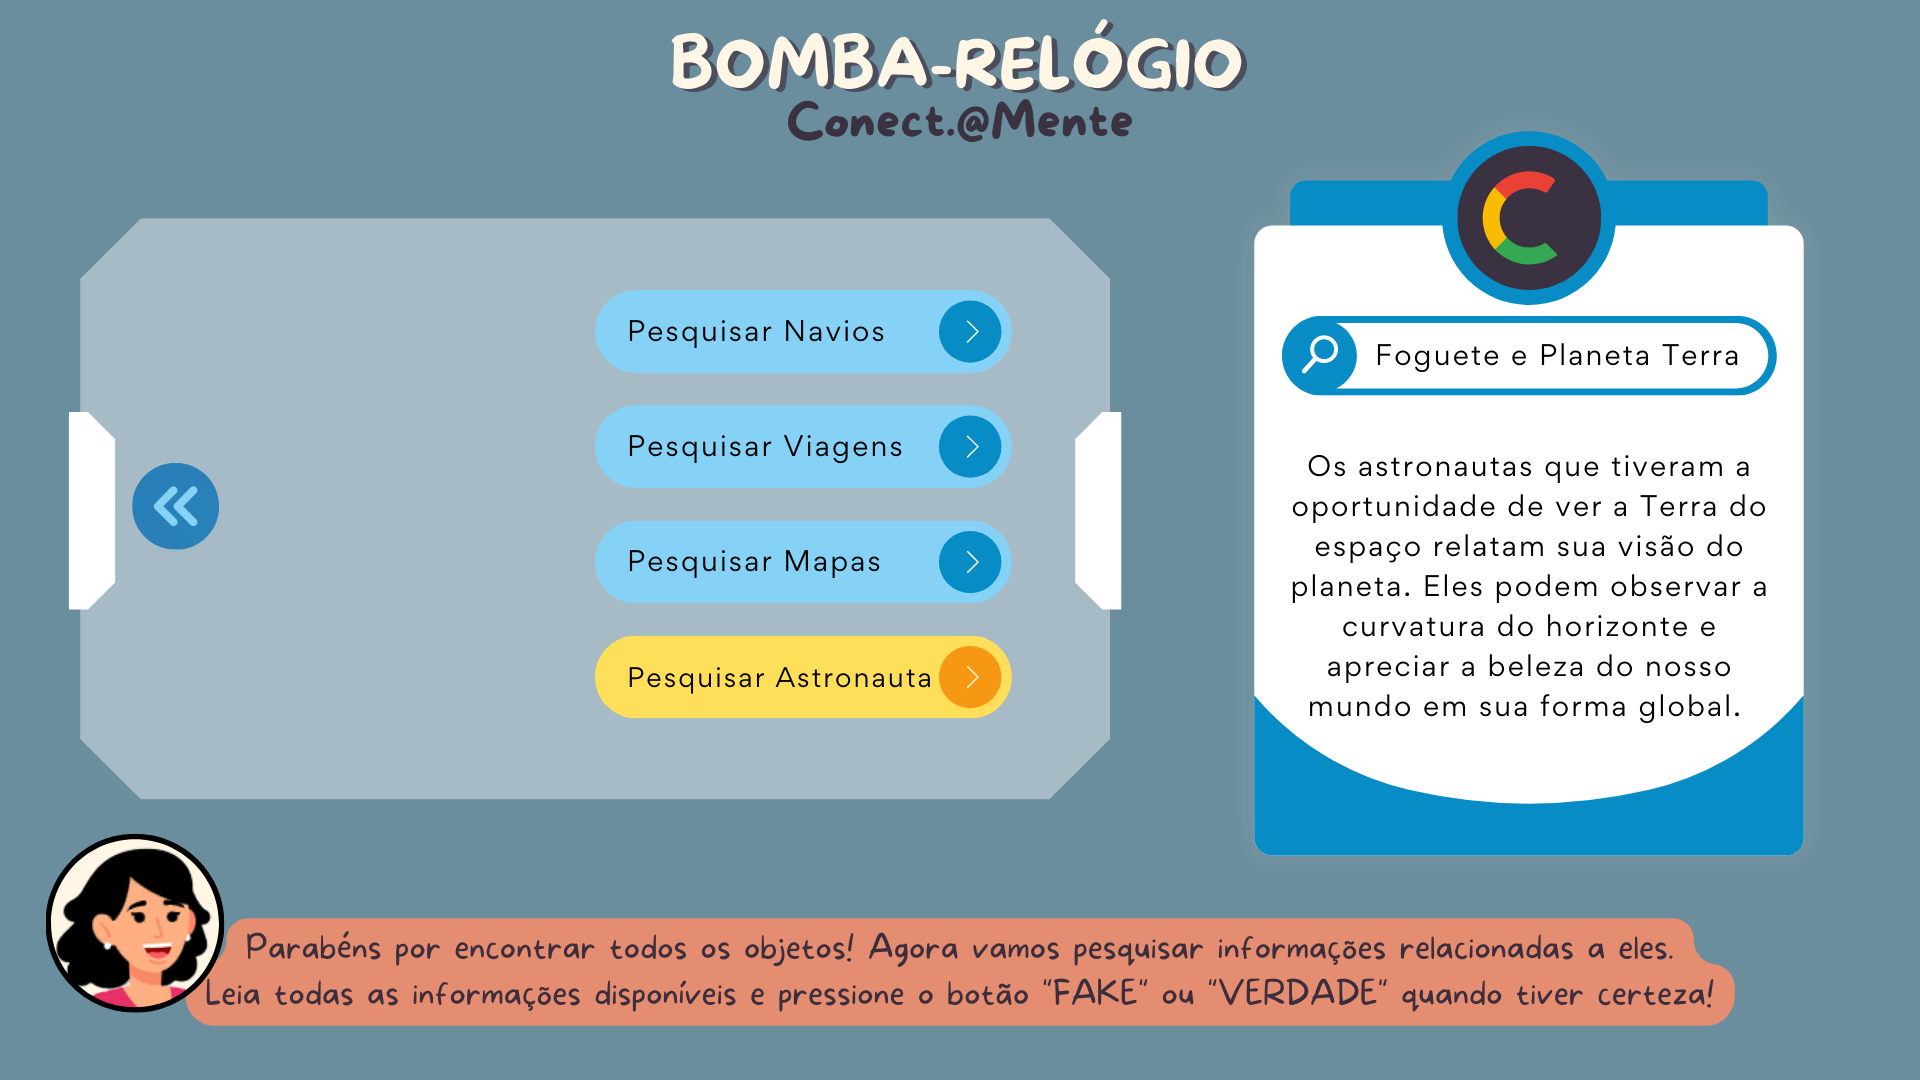 BOMBA-RELÓGIO
Conect.@Mente
Pesquisar Navios
Pesquisar Viagens
Pesquisar Mapas
Pesquisar Astronauta
Foguete e Planeta Terra
Os astronautas que tiveram a
oportunidade de ver a Terra do
espaço relatam sua visão do
planeta. Eles podem observar a
curvatura do horizonte e
apreciar a beleza do nosso
mundo em sua forma global.
Parabéns por encontrar todos os objetos! Agora vamos pesquisar informações relacionadas a eles.
Leia todas as informações disponíveis e pressione o botão "FAKE" ou "VERDADE" quando tiver certeza!